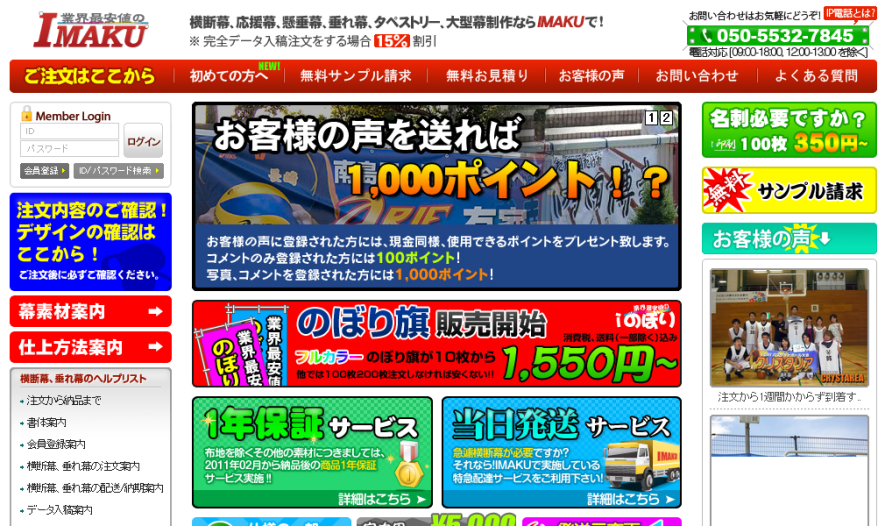 業界最安値の
IMAKU
横断幕、応援幕、懸垂幕、垂れ幕、タペストリー、大型幕制作ならIMAKUで!
※ 完全データ入稿注文をする場合 15% 割引
お問い合わせはお気軽にどうぞ! IP電話とは?
050-5532-7845
電話対応 [09:00-18:00, 12:00-13:00 を除く]
ご注文はここから
初めての方へ
NEW!
無料サンプル請求
無料お見積り
お客様の声
お問い合わせ
よくある質問
Member Login
ID
パスワード
ログイン
会員登録
ID/パスワード検索
注文内容のご確認!
デザインの確認は
ここから!
ご注文後に必ずご確認ください。
幕素材案内
仕上方法案内
横断幕、垂れ幕のヘルプリスト
注文から納品まで
書体案内
会員登録案内
横断幕、垂れ幕の注文案内
横断幕、垂れ幕の配送/納期案内
データ入稿案内
1 2
お客様の声を送れば
1,000ポイント!?
お客様の声に登録された方には、現金同様、使用できるポイントをプレゼント致します。
コメントのみ登録された方には100ポイント!
写真、コメントを登録された方には1,000ポイント!
業界最安
のぼり
業界最安
のぼり旗 販売開始
業界最安値の
iのぼり
消費税、送料(一部除く)込み
フルカラーのぼり旗が10枚から
1,550円~
他では100枚200枚注文しなければ安くない!!
1年保証 サービス
布地を除くその他の素材につきましては、
2011年02月から納品後の商品1年保証
サービス実施!!
詳細はこちら
当日発送 サービス
急遽横断幕が必要ですか?
それなら!IMAKUで実施している
特急配達サービスをご利用下さい!
IMAKU
詳細はこちら
¥5,000
名刺必要ですか?
印刷 100枚 350円~
無料
サンプル請求
お客様の声
クリスタリア
CRYSTAREA
注文から1週間かからず到着す..